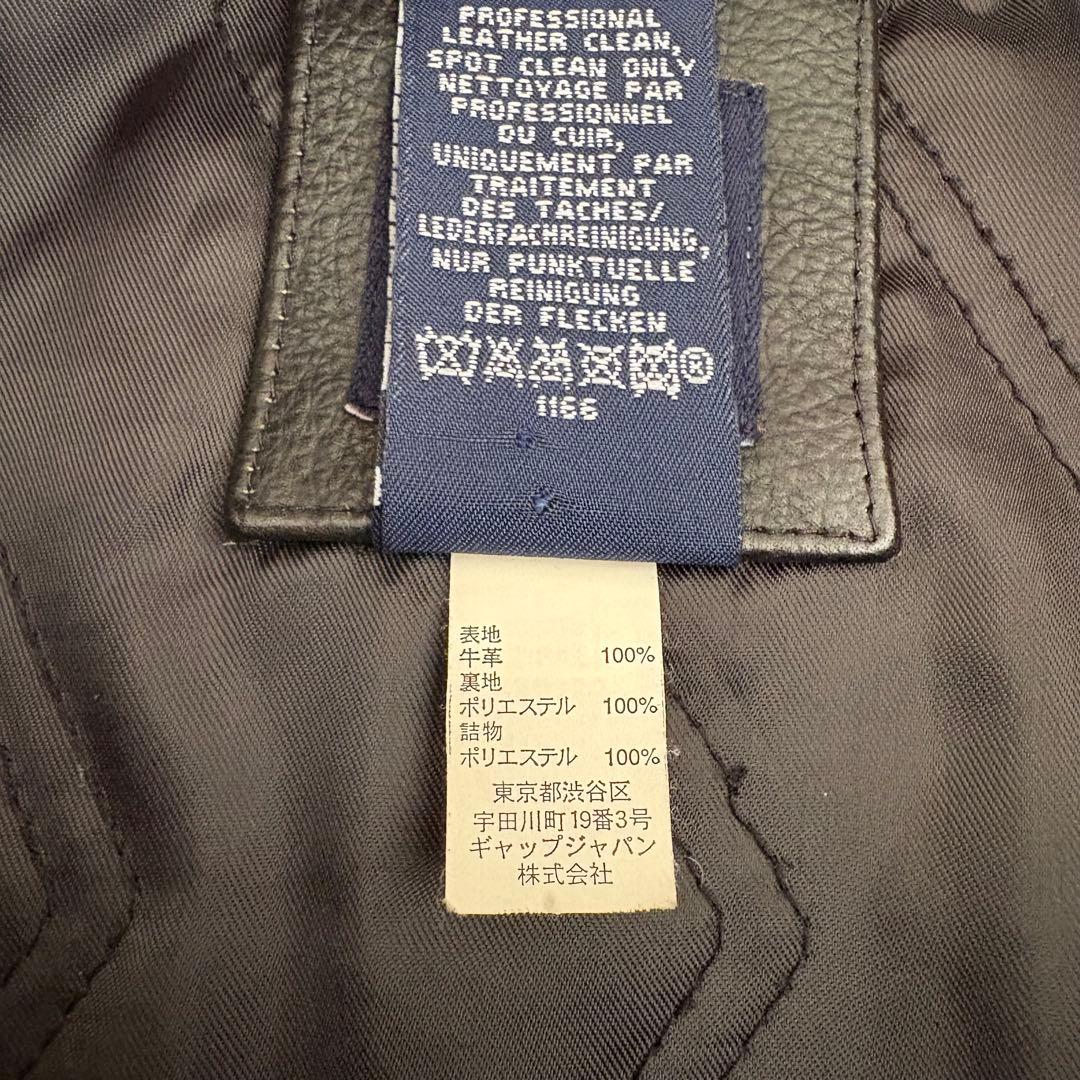 PROFESSIONAL
LEATHER CLEAN,
SPOT CLEAN ONLY
NETTOYAGE PAR
PROFESSIONNEL
DU CUIR,
UNIQUEMENT PAR
TRAITEMENT
DES TACHES/
LEDERFACHREINIGUNG,
NUR PUNKTUELLE
REINIGUNG
DER FLECKEN
®
1166
表地
牛革 100%
裏地
ポリエステル 100%
詰物
ポリエステル 100%
東京都渋谷区
宇田川町19番3号
ギャップジャパン
株式会社